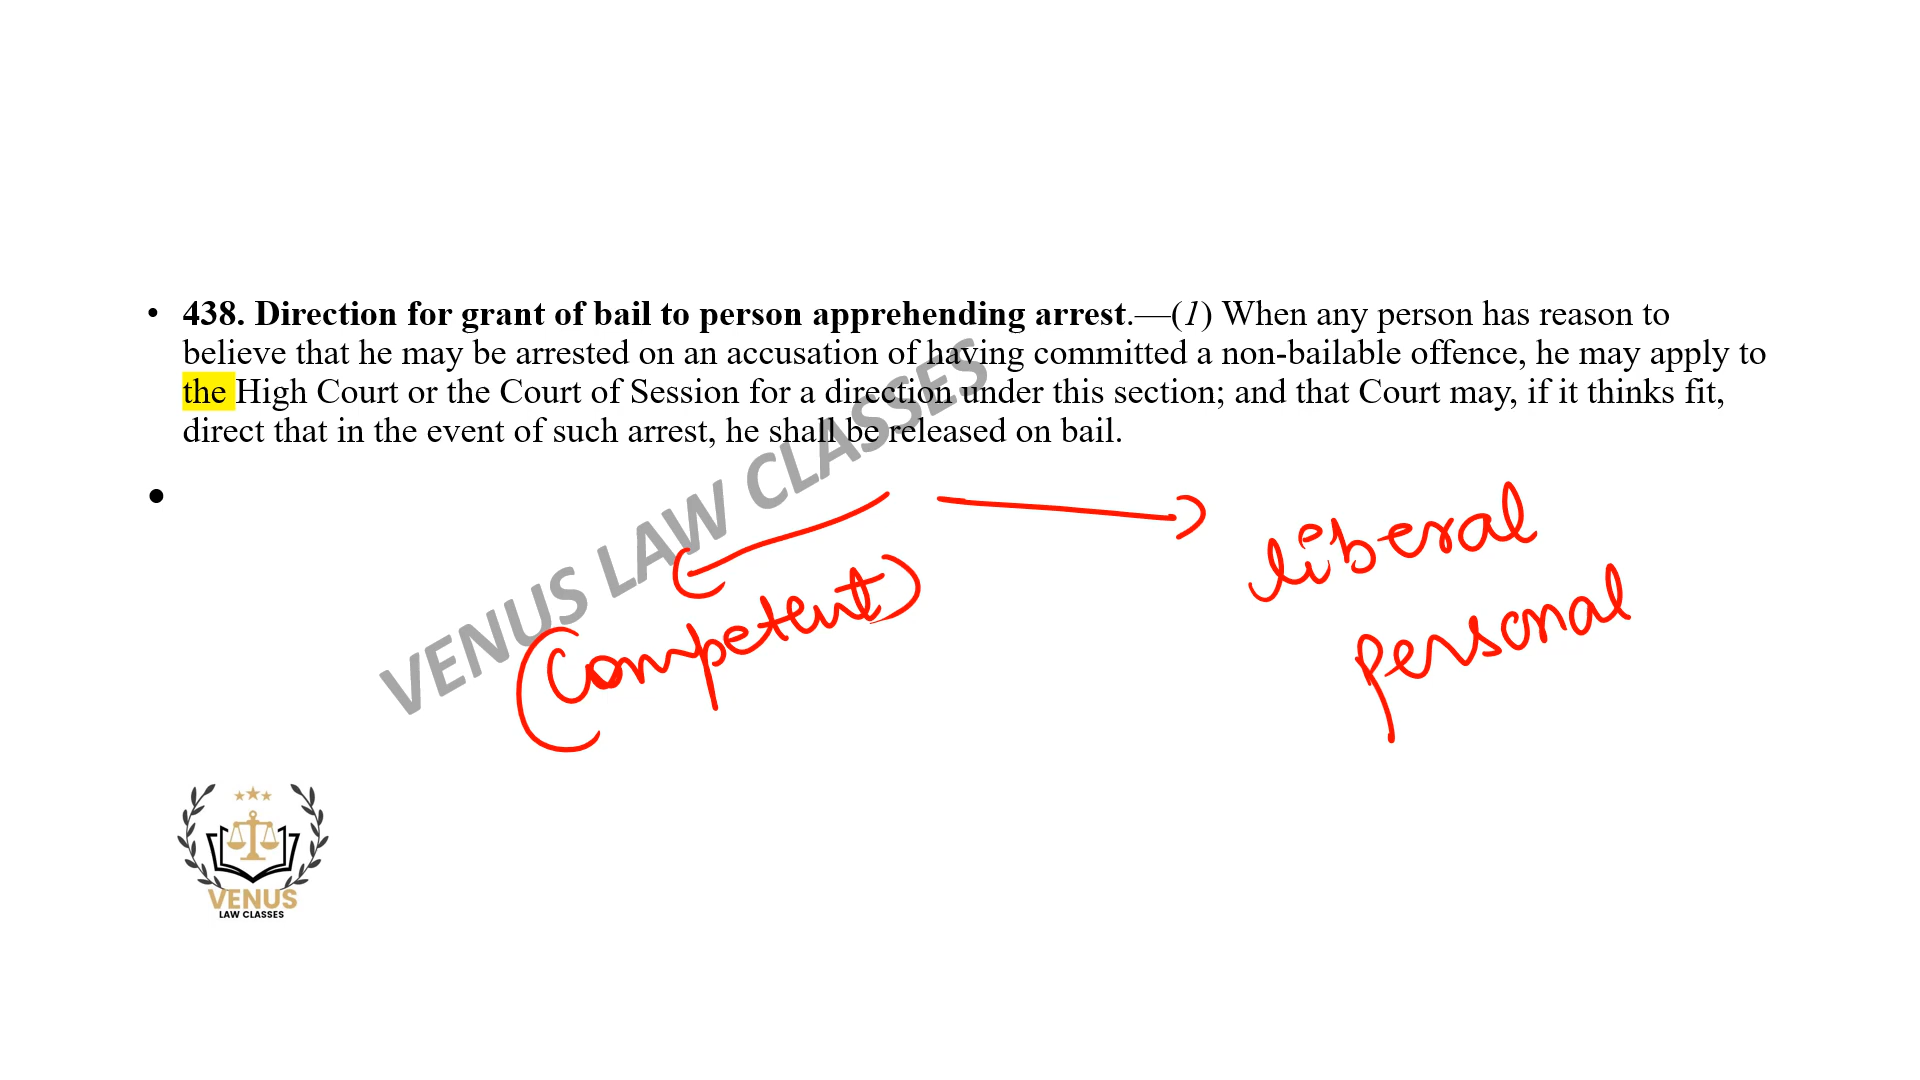 • 438. Direction for grant of bail to person apprehending arrest.—(1) When any person has reason to
believe that he may be arrested on an accusation of having committed a non-bailable offence, he may apply to
the High Court or the Court of Session for a direction under this section; and that Court may, if it thinks fit,
direct that in the event of such arrest, he shall be released on bail.
•
VENUS LAW CLASSES
(Competent)
liberal
personal
VENUS
LAW CLASSES